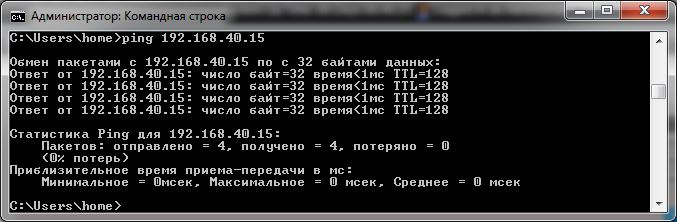 Администратор: Командная строка
C:\Users\home>ping 192.168.40.15
Обмен пакетами с 192.168.40.15 по с 32 байтами данных:
Ответ от 192.168.40.15: число байт=32 время<1мс TTL=128
Ответ от 192.168.40.15: число байт=32 время<1мс TTL=128
Ответ от 192.168.40.15: число байт=32 время<1мс TTL=128
Ответ от 192.168.40.15: число байт=32 время<1мс TTL=128
Статистика Ping для 192.168.40.15:
Пакетов: отправлено = 4, получено = 4, потеряно = 0
(0% потерь)
Приблизительное время приема-передачи в мс:
Минимальное = 0мсек, Максимальное = 0 мсек, Среднее = 0 мсек
C:\Users\home>